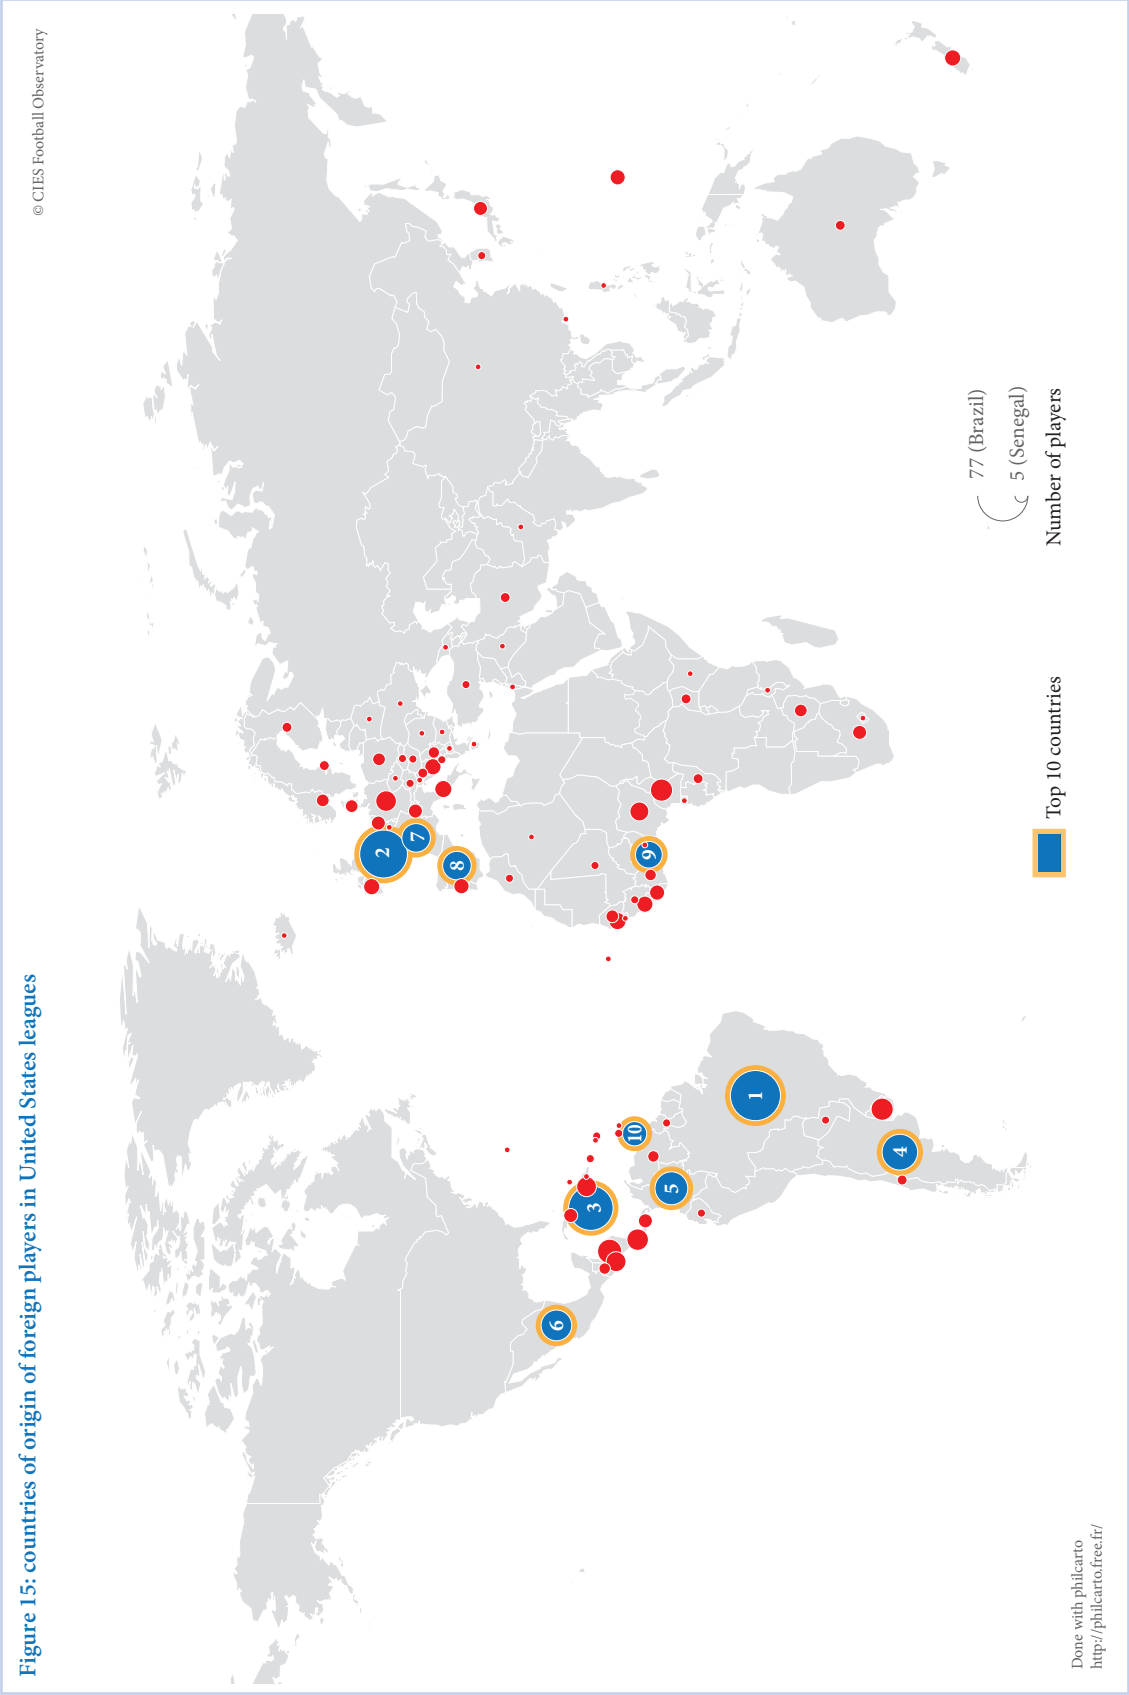 Figure 15: countries of origin of foreign players in United States leagues
© CIES Football Observatory
1
2
3
4
5
6
7
8
9
10
Top 10 countries
77 (Brazil)
5 (Senegal)
Number of players
Done with philcarto
http://philcarto.free.fr/